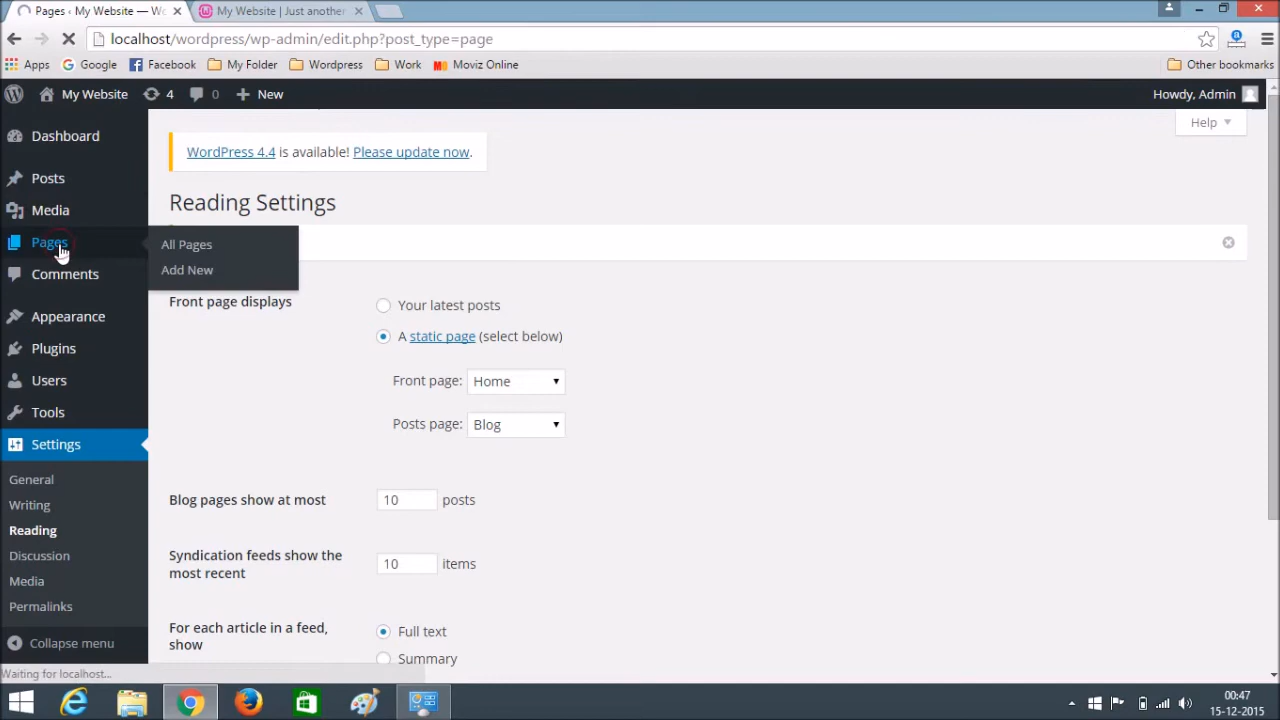 Pages ‹ My Website — Wo
My Website | Just another
localhost/wordpress/wp-admin/edit.php?post_type=page
Apps
Google
Facebook
My Folder
Wordpress
Work
Moviz Online
Other bookmarks
My Website
4
0
New
Howdy, Admin
Help
Dashboard
Posts
Media
Pages
All Pages
Add New
Comments
Appearance
Plugins
Users
Tools
Settings
General
Writing
Reading
Discussion
Media
Permalinks
Collapse menu
WordPress 4.4 is available! Please update now.
Reading Settings
Front page displays
Your latest posts
A static page (select below)
Front page: Home
Posts page: Blog
Blog pages show at most
10 posts
Syndication feeds show the
most recent
10 items
For each article in a feed,
show
Full text
Summary
Waiting for localhost...
00:47
15-12-2015